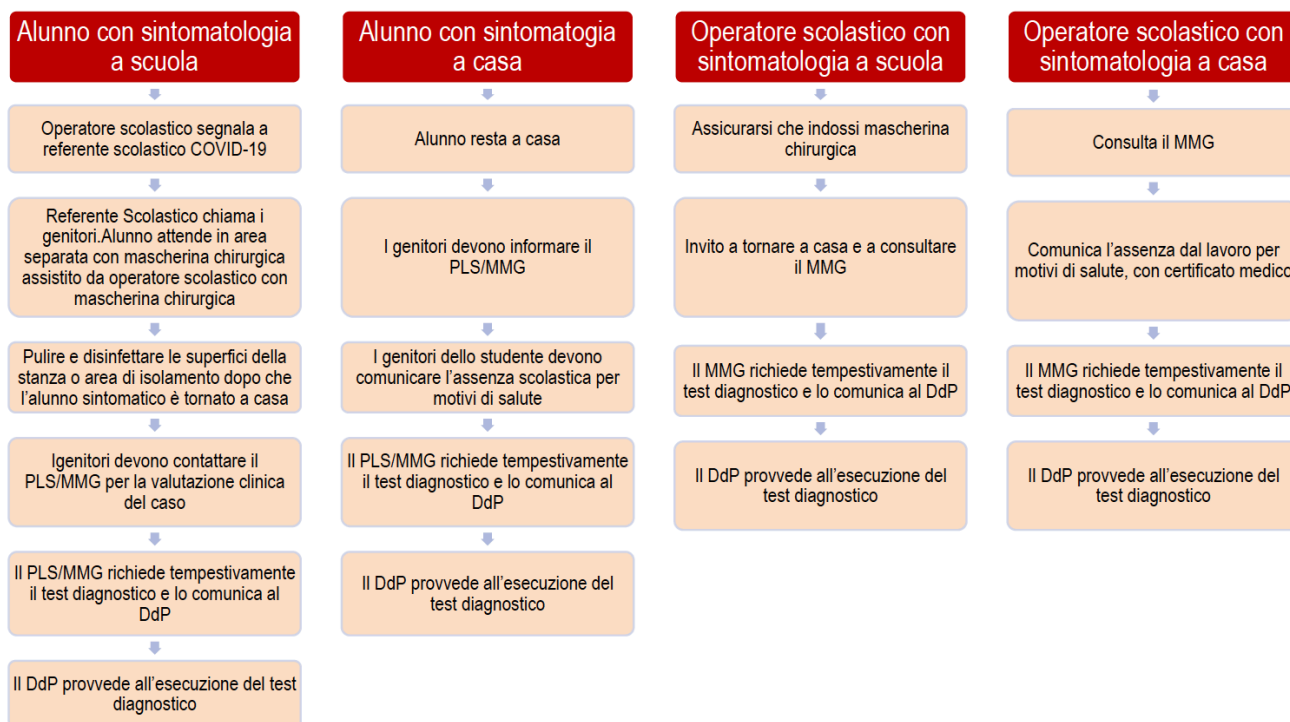 Alunno con sintomatologia
a scuola
Operatore scolastico segnala a
referente scolastico COVID-19
Referente Scolastico chiama i
genitori.Alunno attende in area
separata con mascherina chirurgica
assistito da operatore scolastico con
mascherina chirurgica
Pulire e disinfettare le superfici della
stanza o area di isolamento dopo che
l'alunno sintomatico è tornato a casa
Igenitori devono contattare il
PLS/MMG per la valutazione clinica
del caso
Il PLS/MMG richiede tempestivamente
il test diagnostico e lo comunica al
DdP
Il DdP provvede all'esecuzione del test
diagnostico
Alunno con sintomatogia
a casa
Alunno resta a casa
I genitori devono informare il
PLS/MMG
I genitori dello studente devono
comunicare l'assenza scolastica per
motivi di salute
Il PLS/MMG richiede tempestivamente
il test diagnostico e lo comunica al
DdP
Il DdP provvede all'esecuzione del
test diagnostico
Operatore scolastico con
sintomatologia a scuola
Assicurarsi che indossi mascherina
chirurgica
Invito a tornare a casa e a consultare
il MMG
Il MMG richiede tempestivamente il
test diagnostico e lo comunica al DdP
Il DdP provvede all'esecuzione del
test diagnostico
Operatore scolastico con
sintomatologia a casa
Consulta il MMG
Comunica l'assenza dal lavoro per
motivi di salute, con certificato medico
Il MMG richiede tempestivamente il
test diagnostico e lo comunica al DdP
Il DdP provvede all'esecuzione del
test diagnostico